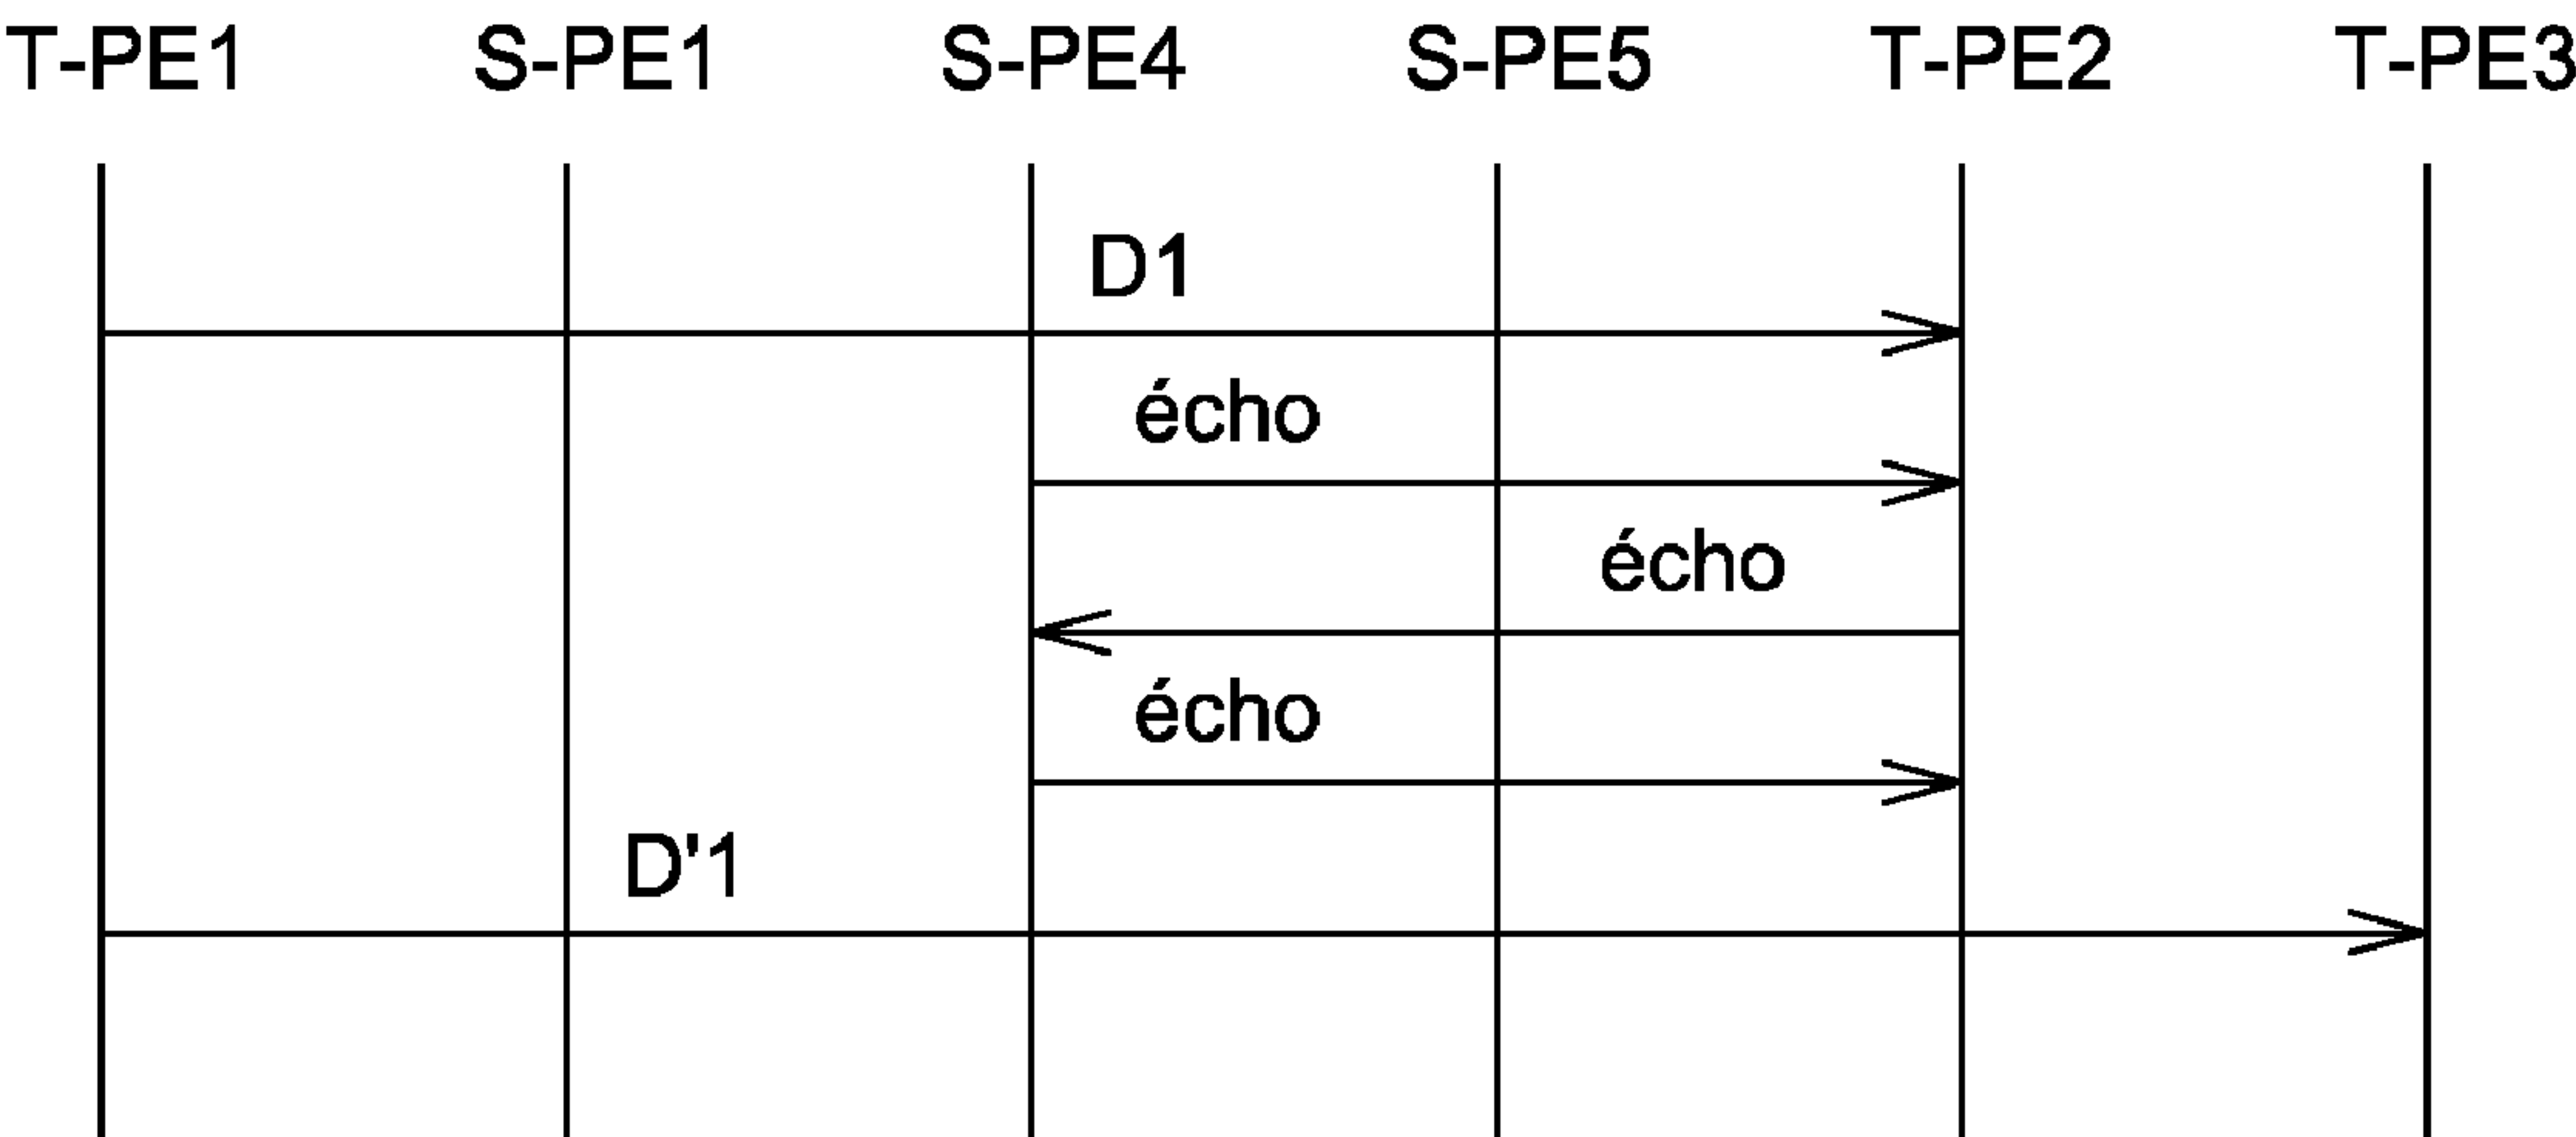 T-PE1 S-PE1 S-PE4 S-PE5 T-PE2 T-PE3
D1
écho
écho
écho
D'1